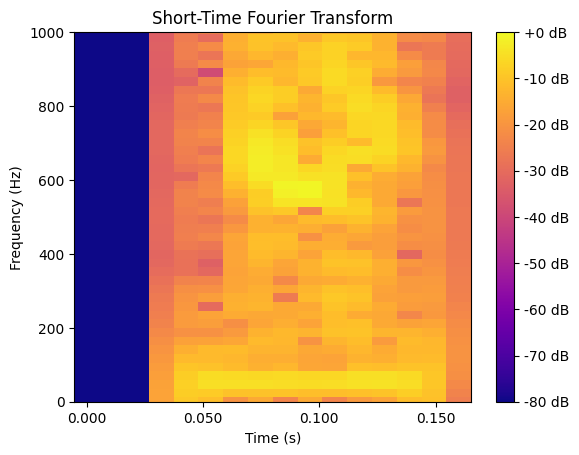 Short-Time Fourier Transform
1000
800
600
400
200
0
Frequency (Hz)
0.000
0.050
0.100
0.150
Time (s)
+0 dB
-10 dB
-20 dB
-30 dB
-40 dB
-50 dB
-60 dB
-70 dB
-80 dB